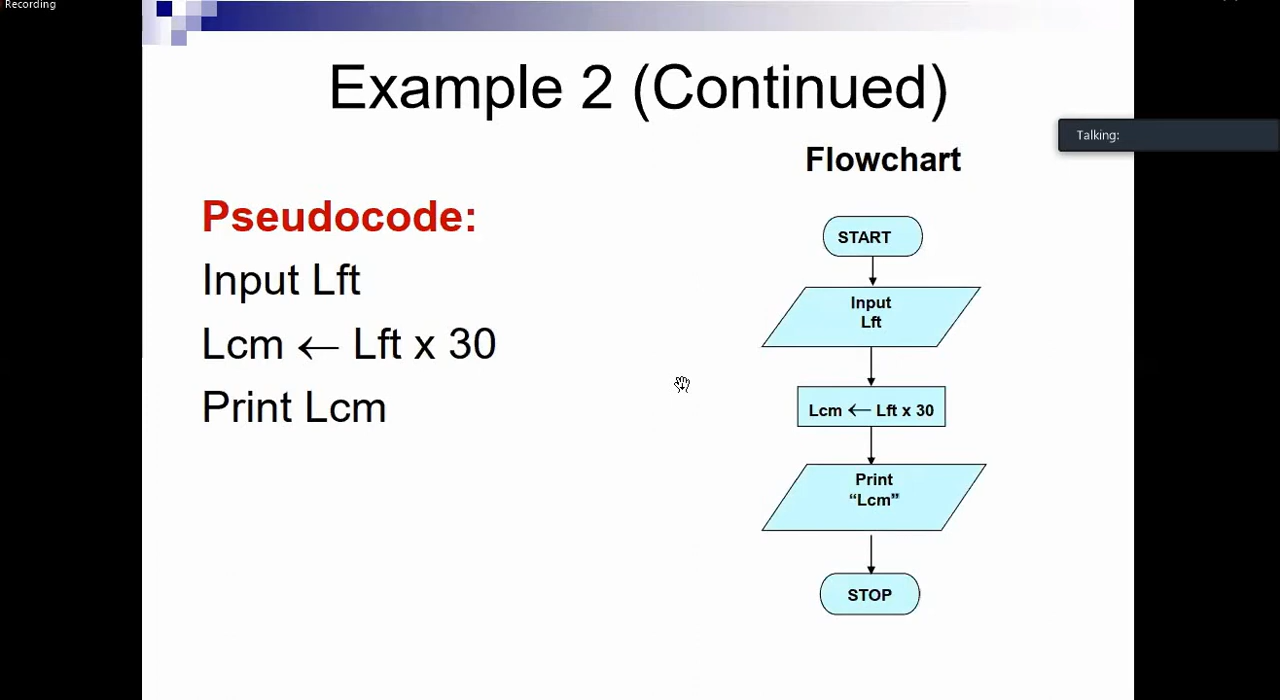 Recording
Example 2 (Continued)
Talking:
Pseudocode:
Input Lft
Lcm ← Lft x 30
Print Lcm
Flowchart
START
Input
Lft
Lcm ← Lft x 30
Print
“Lcm”
STOP